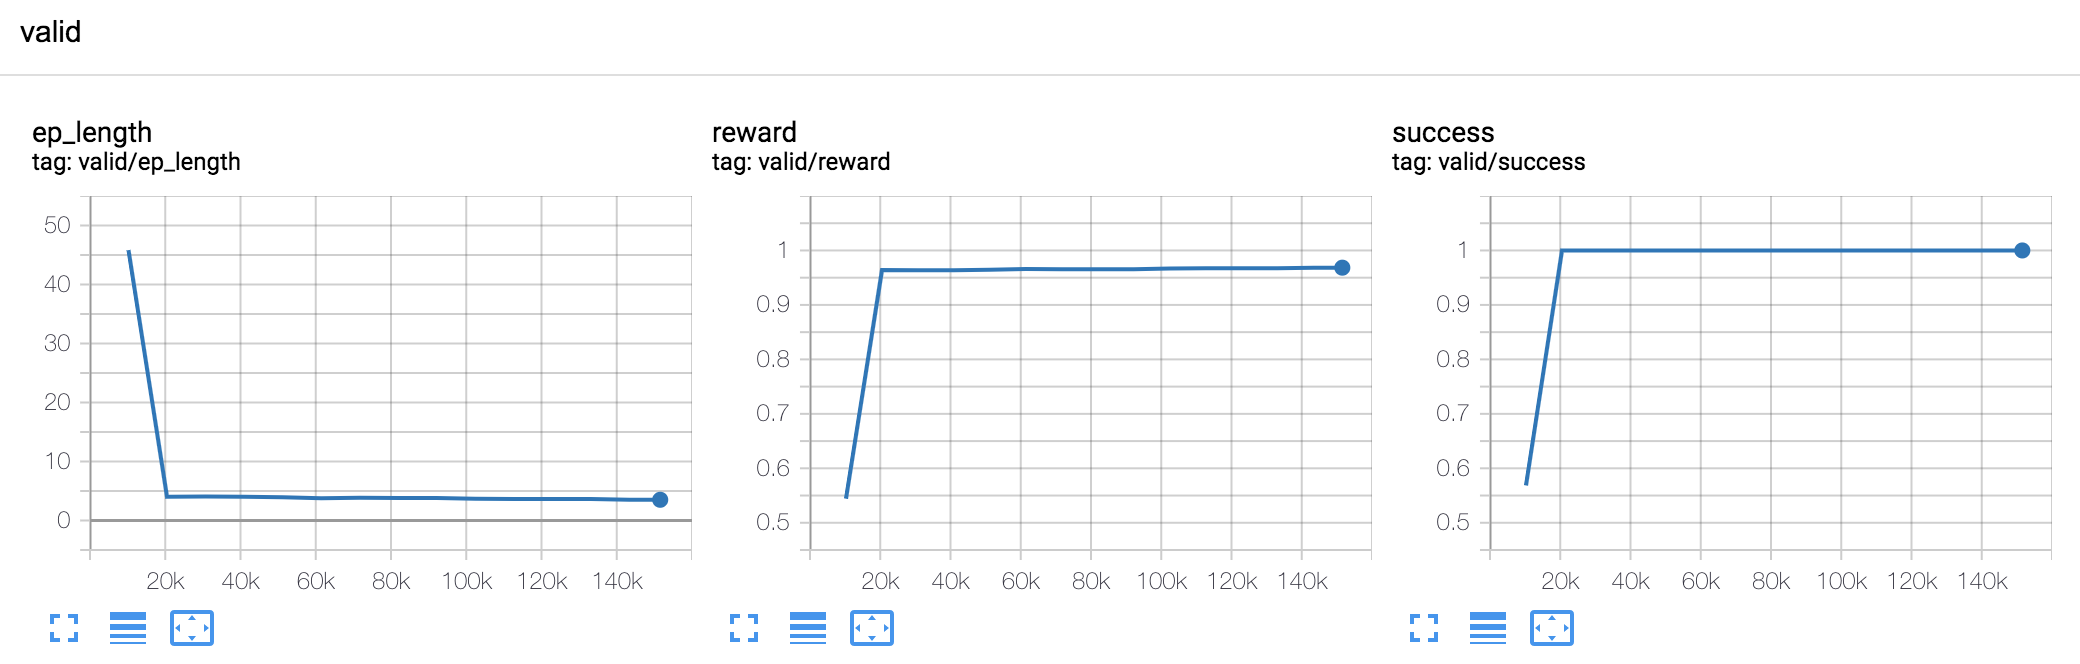 valid
ep_length
tag: valid/ep_length
50
40
30
20
10
0
20k 40k 60k 80k 100k 120k 140k
reward
tag: valid/reward
1
0.9
0.8
0.7
0.6
0.5
20k 40k 60k 80k 100k 120k 140k
success
tag: valid/success
1
0.9
0.8
0.7
0.6
0.5
20k 40k 60k 80k 100k 120k 140k